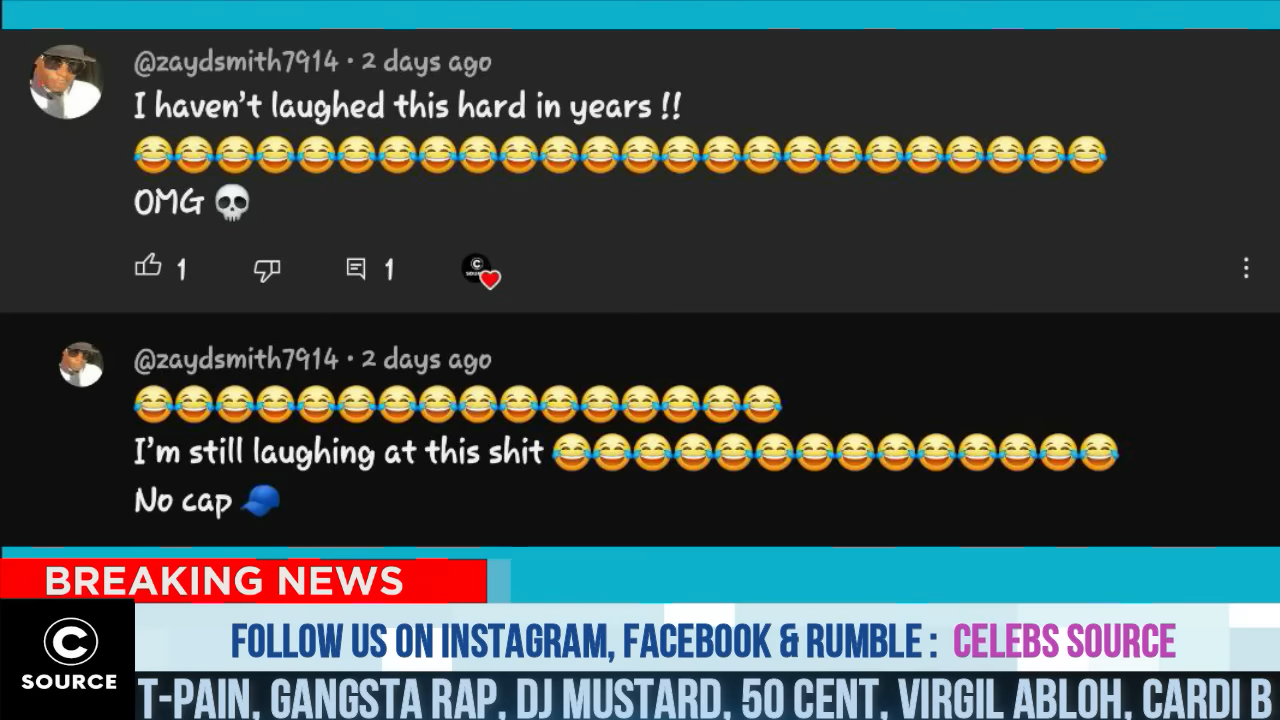 @zaydsmith7914 · 2 days ago
I haven't laughed this hard in years !!
😂😂😂😂😂😂😂😂😂😂😂😂😂😂😂😂😂😂😂😂😂😂😂😂
OMG 💀
1 1
@zaydsmith7914 · 2 days ago
😂😂😂😂😂😂😂😂😂😂😂😂😂😂😂😂
I'm still laughing at this shit 😂😂😂😂😂😂😂😂😂😂😂😂😂😂
No cap 🧢
BREAKING NEWS
FOLLOW US ON INSTAGRAM, FACEBOOK & RUMBLE : CELEBS SOURCE
C
SOURCE
T-PAIN, GANGSTA RAP, DJ MUSTARD, 50 CENT, VIRGIL ABLOH, CARDI B